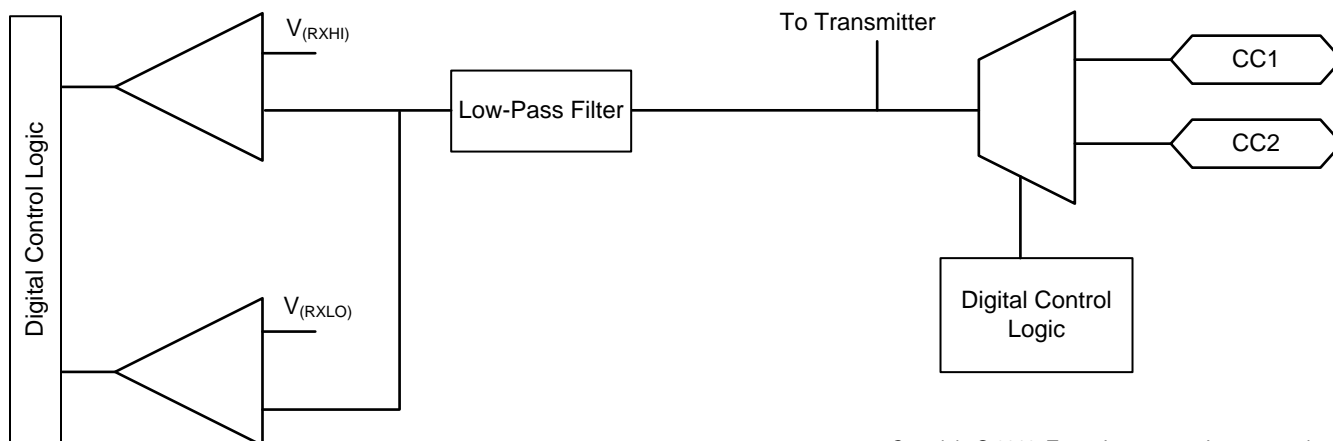 V(RXHI)
To Transmitter
CC1
Low-Pass Filter
CC2
Digital Control Logic
V(RXLO)
Digital Control
Logic